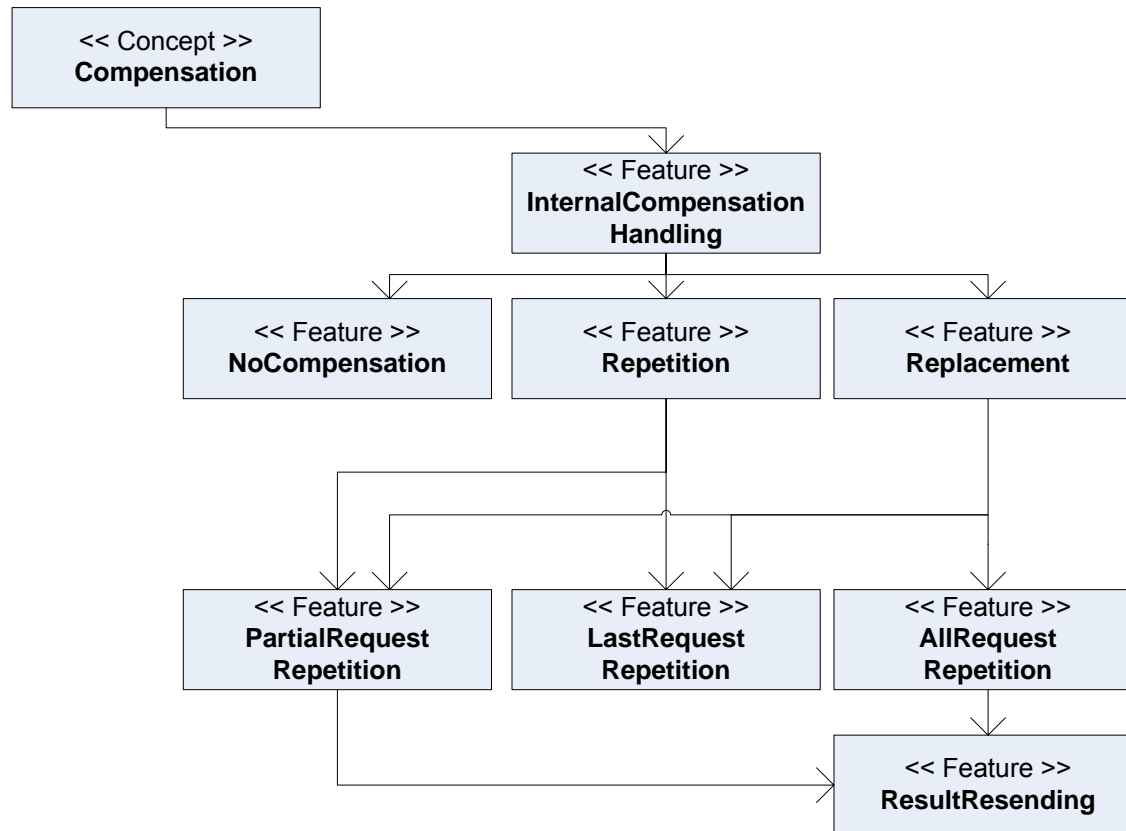 << Concept >>
Compensation
<< Feature >>
InternalCompensation
Handling
<< Feature >>
NoCompensation
<< Feature >>
Repetition
<< Feature >>
Replacement
<< Feature >>
PartialRequest
Repetition
<< Feature >>
LastRequest
Repetition
<< Feature >>
AllRequest
Repetition
<< Feature >>
ResultResending